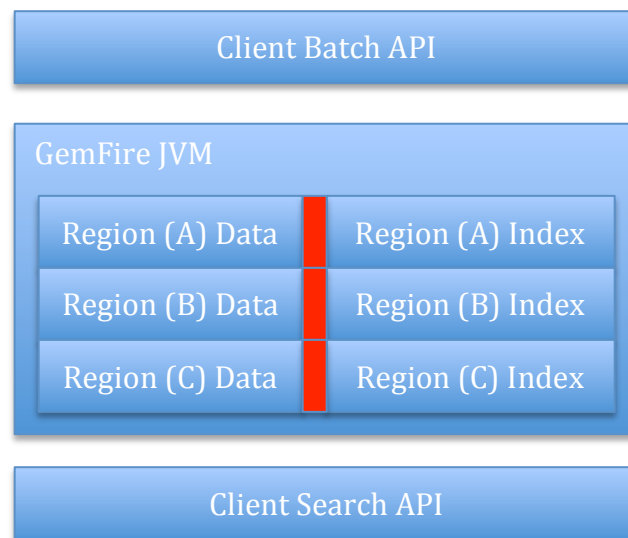 Client Batch API
GemFire JVM
Region (A) Data
Region (A) Index
Region (B) Data
Region (B) Index
Region (C) Data
Region (C) Index
Client Search API